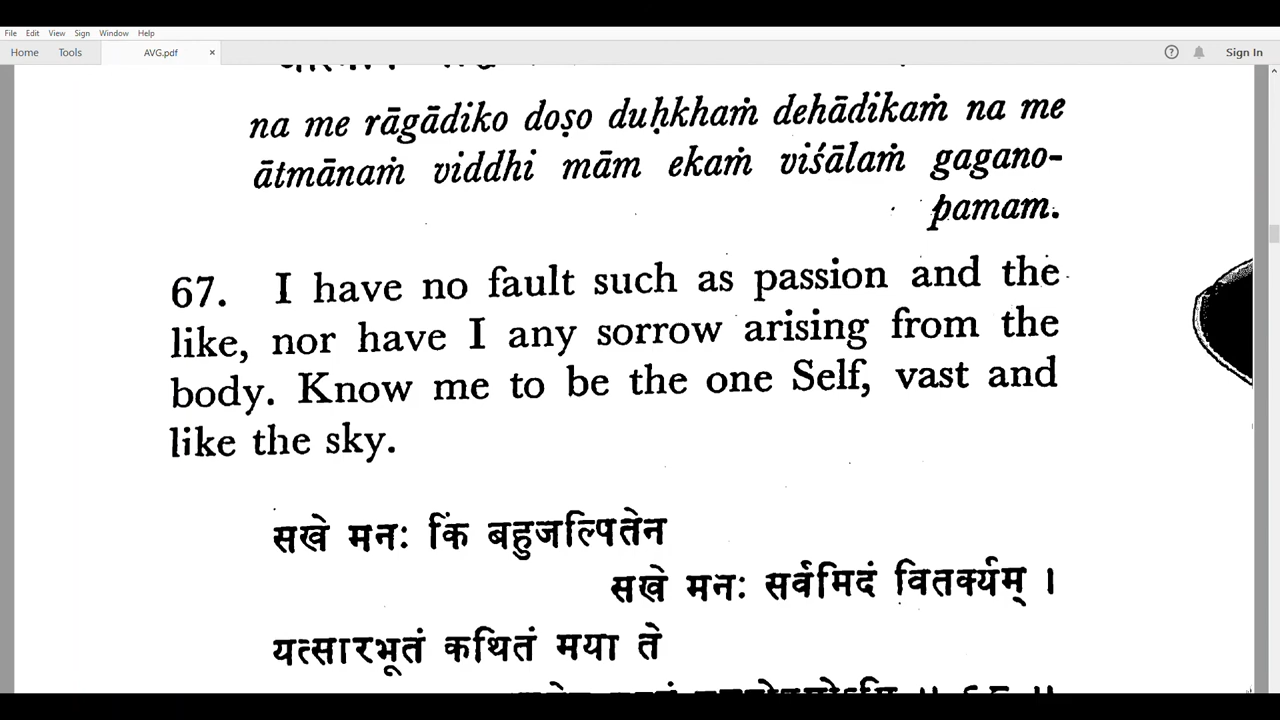 File Edit View Sign Window Help
Home Tools AVG.pdf × Sign In
na me rāgādiko doṣo duḥkhaṁ dehādikaṁ na me
ātmānaṁ viddhi mām ekaṁ viśālaṁ gagano-
pamam.
67. I have no fault such as passion and the
like, nor have I any sorrow arising from the
body. Know me to be the one Self, vast and
like the sky.
सखे मनः किं बहुजल्पितेन
सखे मनः सर्वमिदं वितर्क्यम् ।
यत्सारभूतं कथितं मया ते